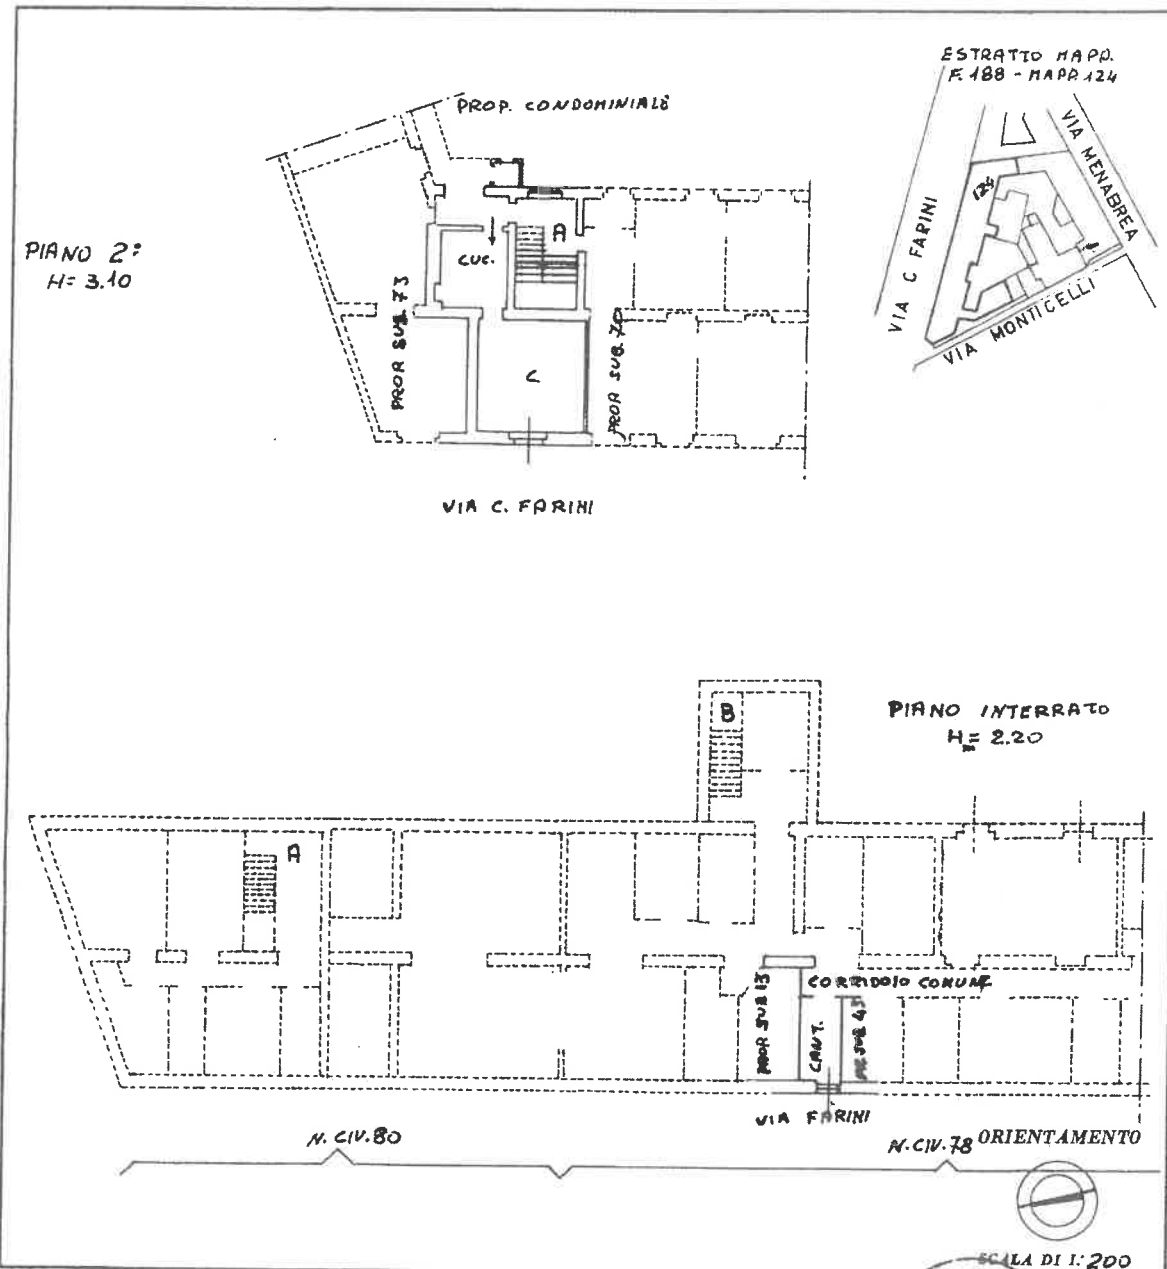 ESTRATTO MAPP.
F. 188 - MAPP. 124
PROP. CONDOMINIALE
VIA MENABREA
124
VIA C FARINI
VIA MONTICELLI
PIANO 2°
H= 3.10
A
CUC.
PROP SUB. 73
C
PROP SUB. 70
VIA C. FARINI
PIANO INTERRATO
H= 2.20
B
A
CORRIDOIO COMUNE
PROP SUB 13
CANT.
SUB 45
VIA FARINI
N. CIV. 80
N. CIV. 78
ORIENTAMENTO
SCALA DI 1: 200